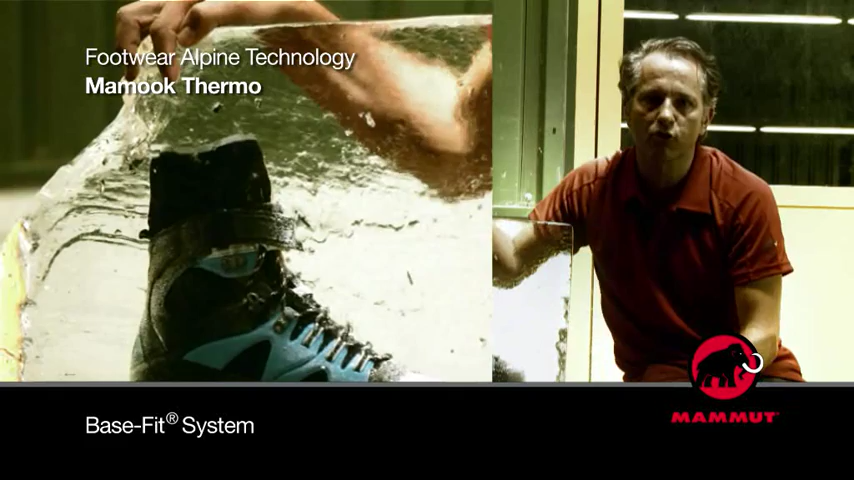 Footwear Alpine Technology
Mamook Thermo
Base-Fit® System
MAMMUT